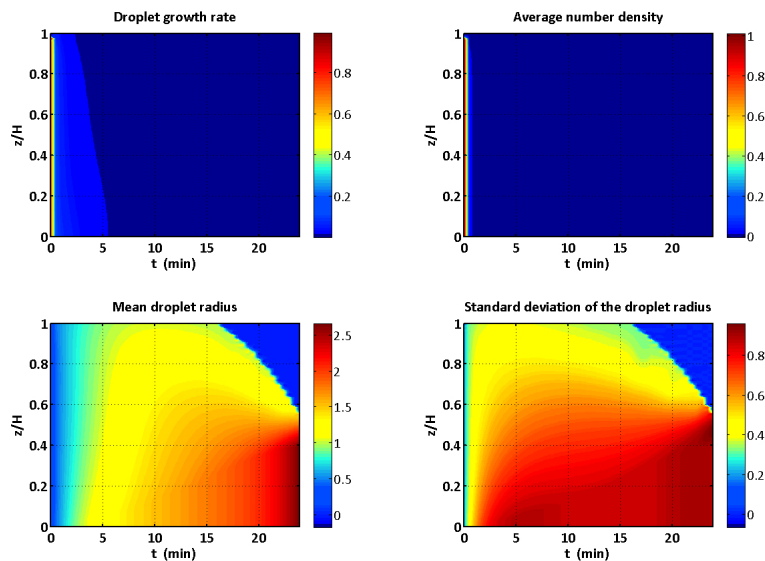 Droplet growth rate
1
0.8
0.6
0.4
0.2
0
z/H
0 5 10 15 20
t (min)
0.8
0.6
0.4
0.2
Average number density
1
0.8
0.6
0.4
0.2
0
z/H
0 5 10 15 20
t (min)
1
0.8
0.6
0.4
0.2
0
Mean droplet radius
1
0.8
0.6
0.4
0.2
0
z/H
0 5 10 15 20
t (min)
2.5
2
1.5
1
0.5
0
Standard deviation of the droplet radius
1
0.8
0.6
0.4
0.2
0
z/H
0 5 10 15 20
t (min)
0.8
0.6
0.4
0.2
0